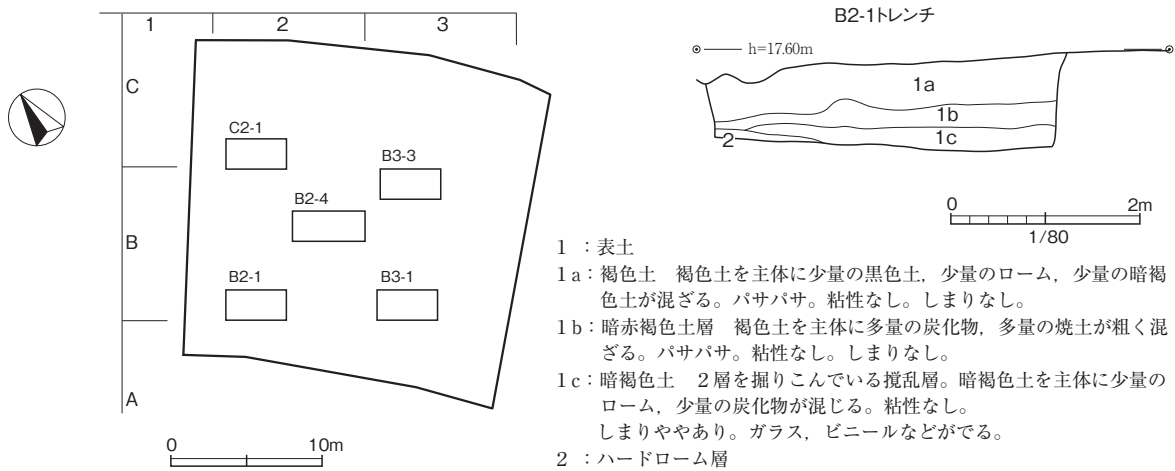 1 2 3
C
B
A
C2-1
B3-3
B2-4
B2-1
B3-1
0 10m
B2-1トレンチ
h=17.60m
1a
1b
1c
2
0 2m
1/80
1 :表土
1a:褐色土 褐色土を主体に少量の黒色土,少量のローム,少量の暗褐
色土が混ざる。パサパサ。粘性なし。しまりなし。
1b:暗赤褐色土層 褐色土を主体に多量の炭化物,多量の焼土が粗く混
ざる。パサパサ。粘性なし。しまりなし。
1c:暗褐色土 2層を掘りこんでいる撹乱層。暗褐色土を主体に少量の
ローム,少量の炭化物が混じる。粘性なし。
しまりややあり。ガラス,ビニールなどがでる。
2 :ハードローム層